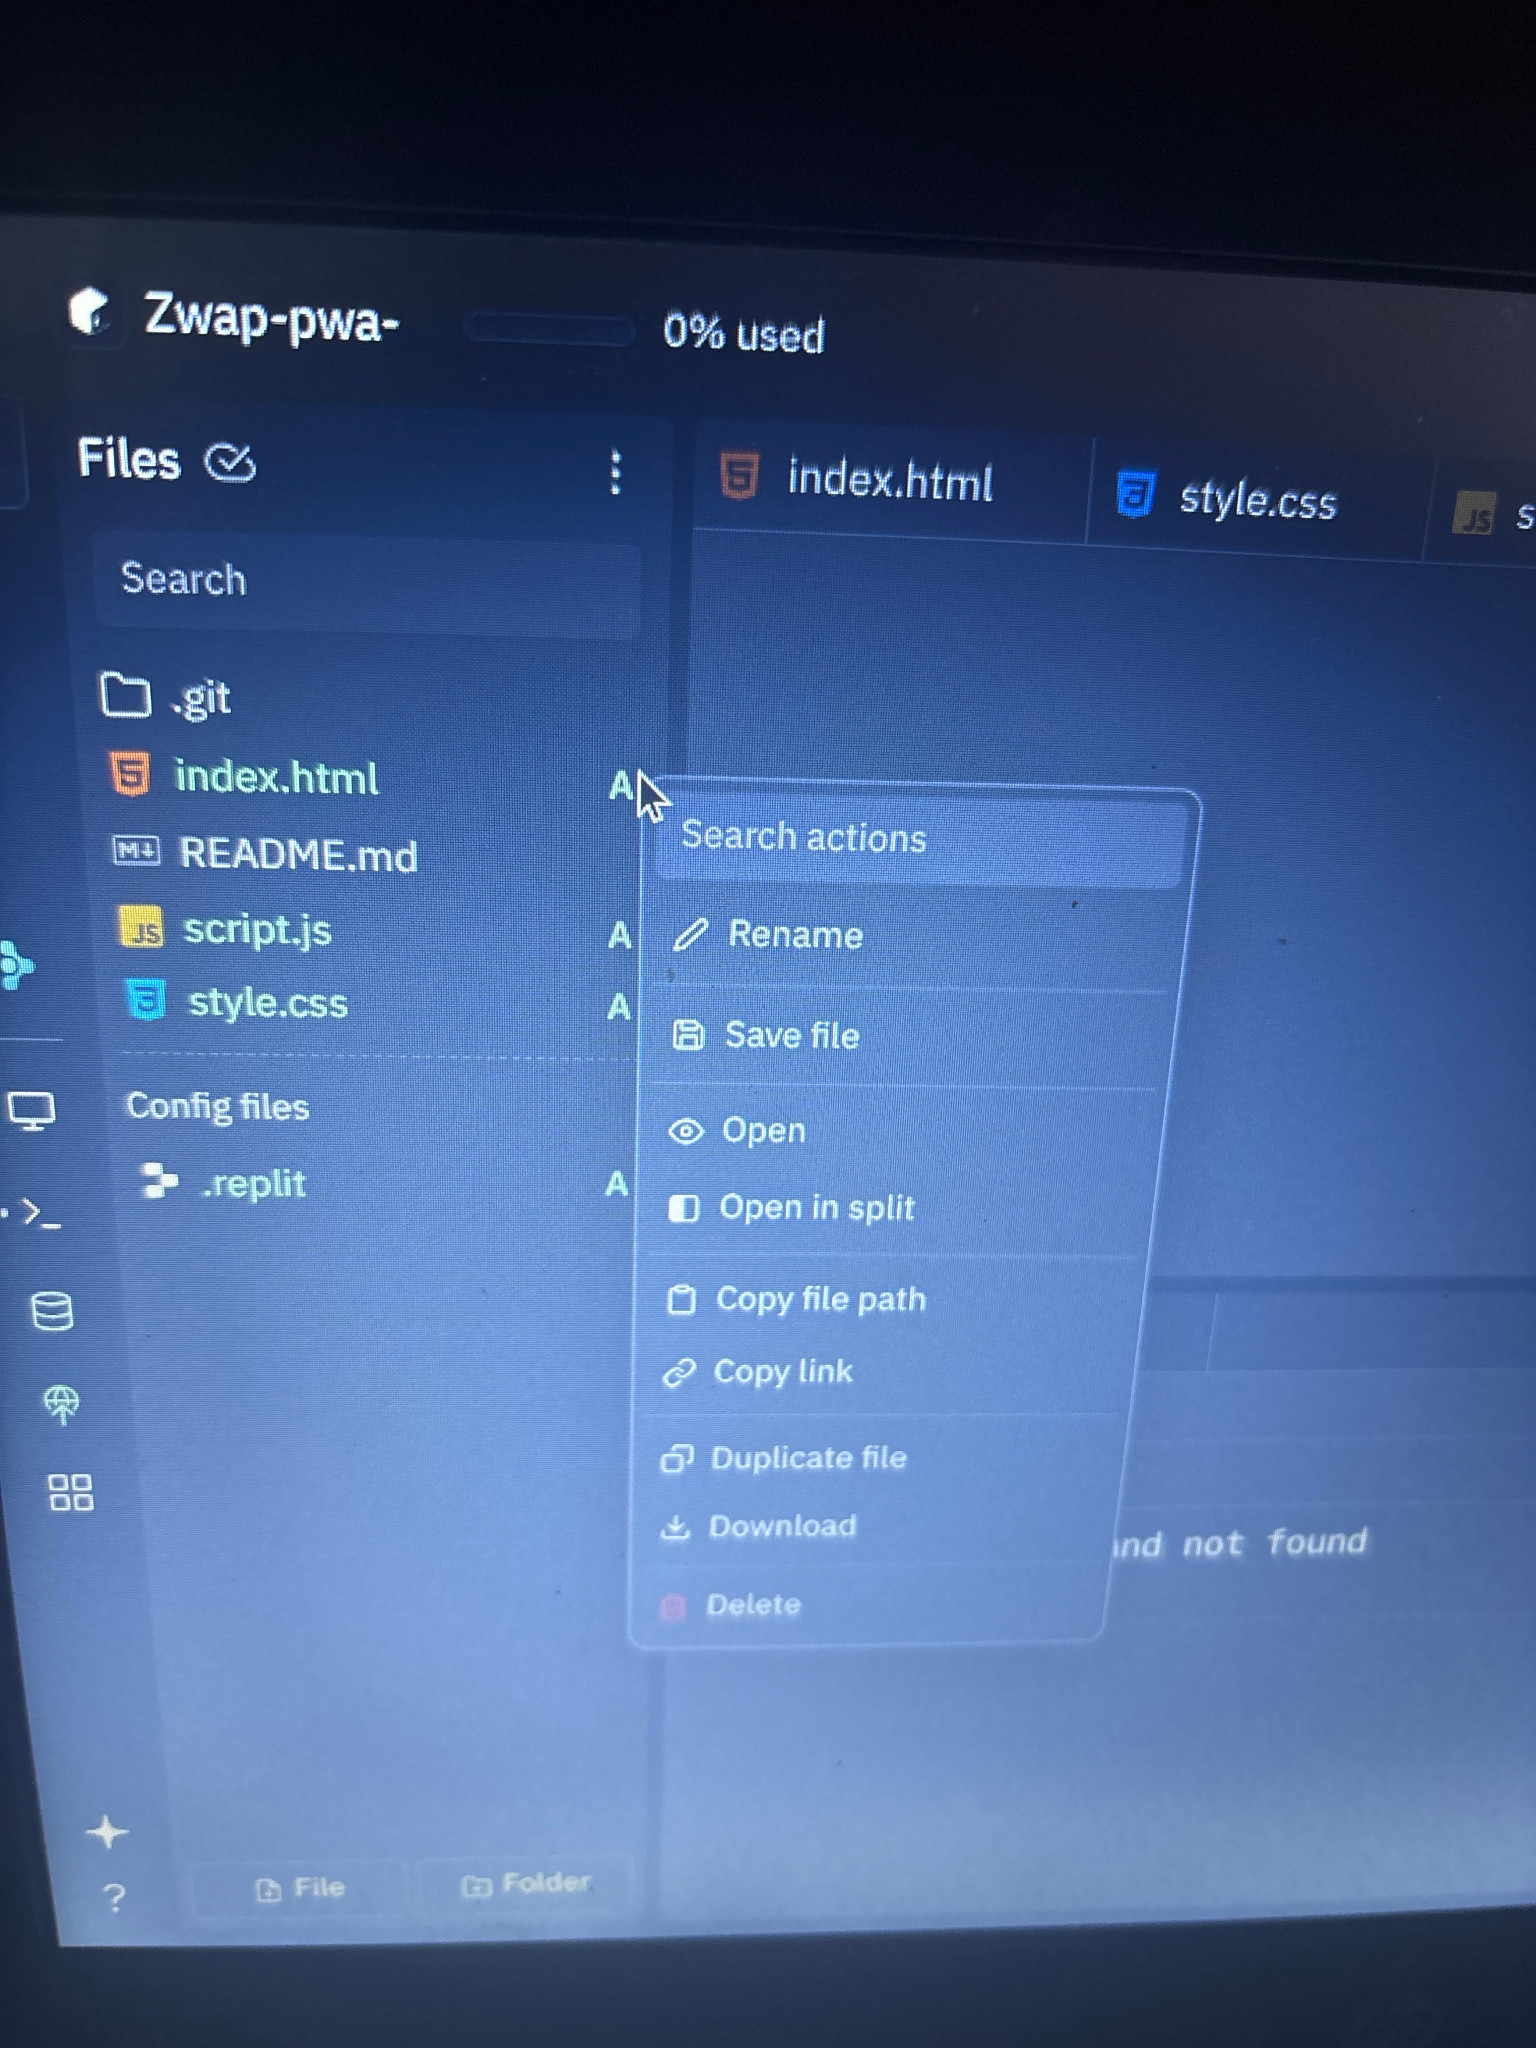 Zwap-pwa-
0% used
Files
index.html
style.css
JS
Search
.git
index.html
A
M↓ README.md
JS script.js
A
style.css
A
Config files
.replit
A
Search actions
Rename
Save file
Open
Open in split
Copy file path
Copy link
Duplicate file
Download
Delete
not found
>_
?
File
Folder